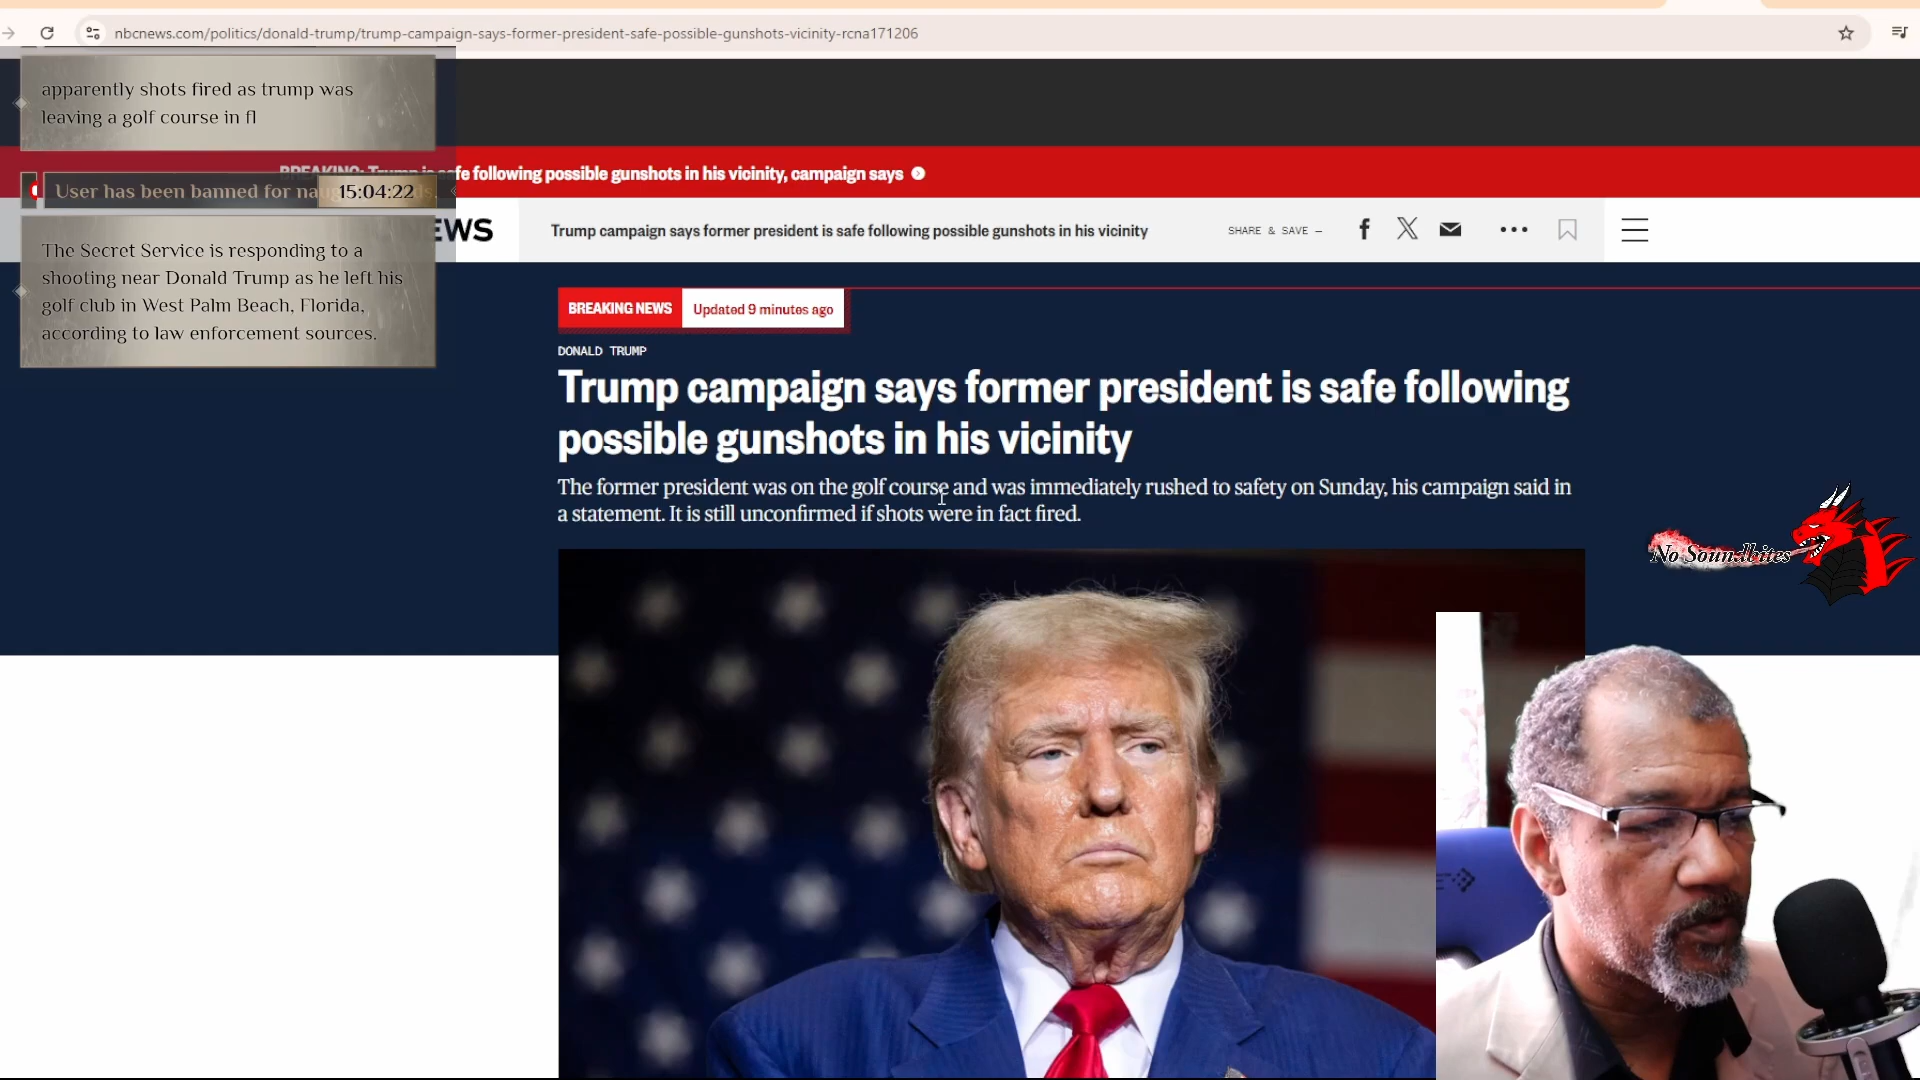 nbcnews.com/politics/donald-trump/trump-campaign-says-former-president-safe-possible-gunshots-vicinity-rcna171206
apparently shots fired as trump was
leaving a golf course in fl
BREAKING: Trump is safe following possible gunshots in his vicinity, campaign says
User has been banned for
15:04:22
EWS
Trump campaign says former president is safe following possible gunshots in his vicinity
SHARE & SAVE —
The Secret Service is responding to a
shooting near Donald Trump as he left his
golf club in West Palm Beach, Florida,
according to law enforcement sources.
BREAKING NEWS
Updated 9 minutes ago
DONALD TRUMP
Trump campaign says former president is safe following
possible gunshots in his vicinity
The former president was on the golf course and was immediately rushed to safety on Sunday, his campaign said in
a statement. It is still unconfirmed if shots were in fact fired.
No Soundbites